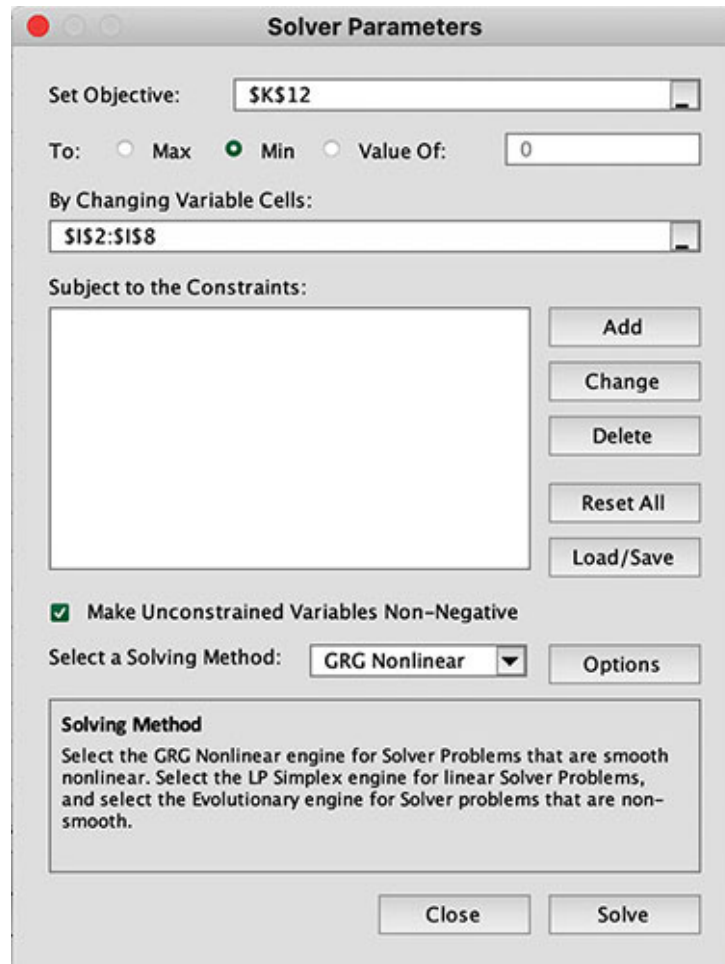 Solver Parameters
Set Objective: $K$12
To: Max Min Value Of: 0
By Changing Variable Cells:
$I$2:$I$8
Subject to the Constraints:
Add
Change
Delete
Reset All
Load/Save
Make Unconstrained Variables Non-Negative
Select a Solving Method: GRG Nonlinear Options
Solving Method
Select the GRG Nonlinear engine for Solver Problems that are smooth
nonlinear. Select the LP Simplex engine for linear Solver Problems,
and select the Evolutionary engine for Solver problems that are non-
smooth.
Close Solve